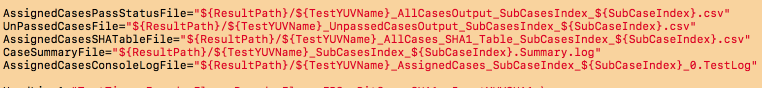 AssignedCasesPassStatusFile="${ResultPath}/${TestYUVName}_AllCasesOutput_SubCasesIndex_${SubCaseIndex}.csv"
UnPassedCasesFile="${ResultPath}/${TestYUVName}_UnpassedCasesOutput_SubCasesIndex_${SubCaseIndex}.csv"
AssignedCasesSHATableFile="${ResultPath}/${TestYUVName}_AllCases_SHA1_Table_SubCasesIndex_${SubCaseIndex}.csv"
CaseSummaryFile="${ResultPath}/${TestYUVName}_SubCasesIndex_${SubCaseIndex}.Summary.log"
AssignedCasesConsoleLogFile="${ResultPath}/${TestYUVName}_AssignedCases_SubCasesIndex_${SubCaseIndex}_0.TestLog"